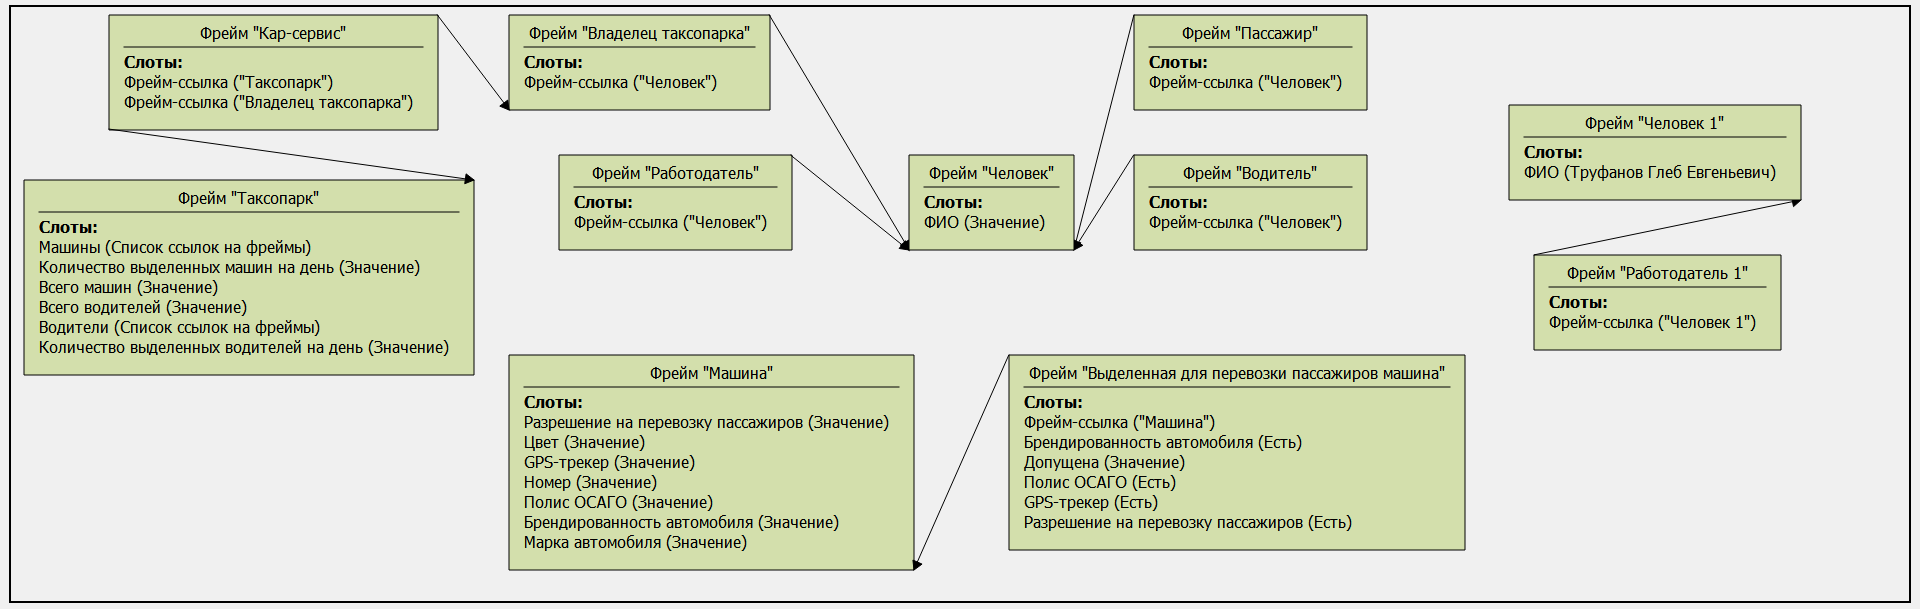 Фрейм "Кар-сервис"
Слоты:
Фрейм-ссылка ("Таксопарк")
Фрейм-ссылка ("Владелец таксопарка")
Фрейм "Владелец таксопарка"
Слоты:
Фрейм-ссылка ("Человек")
Фрейм "Пассажир"
Слоты:
Фрейм-ссылка ("Человек")
Фрейм "Человек 1"
Слоты:
ФИО (Труфанов Глеб Евгеньевич)
Фрейм "Работодатель"
Слоты:
Фрейм-ссылка ("Человек")
Фрейм "Человек"
Слоты:
ФИО (Значение)
Фрейм "Водитель"
Слоты:
Фрейм-ссылка ("Человек")
Фрейм "Таксопарк"
Слоты:
Машины (Список ссылок на фреймы)
Количество выделенных машин на день (Значение)
Всего машин (Значение)
Всего водителей (Значение)
Водители (Список ссылок на фреймы)
Количество выделенных водителей на день (Значение)
Фрейм "Работодатель 1"
Слоты:
Фрейм-ссылка ("Человек 1")
Фрейм "Машина"
Слоты:
Разрешение на перевозку пассажиров (Значение)
Цвет (Значение)
GPS-трекер (Значение)
Номер (Значение)
Полис ОСАГО (Значение)
Брендированность автомобиля (Значение)
Марка автомобиля (Значение)
Фрейм "Выделенная для перевозки пассажиров машина"
Слоты:
Фрейм-ссылка ("Машина")
Брендированность автомобиля (Есть)
Допущена (Значение)
Полис ОСАГО (Есть)
GPS-трекер (Есть)
Разрешение на перевозку пассажиров (Есть)